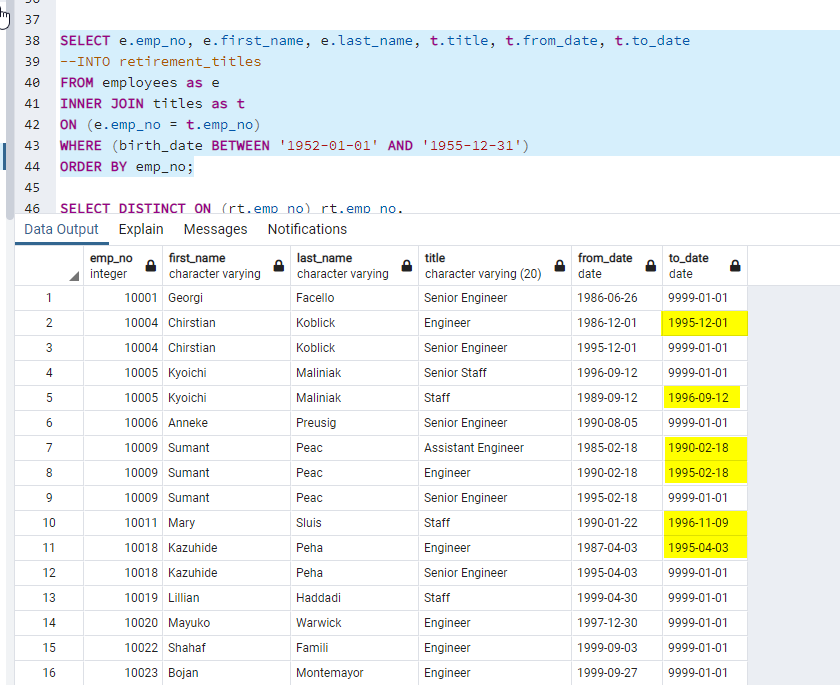 37
38 SELECT e.emp_no, e.first_name, e.last_name, t.title, t.from_date, t.to_date
39 --INTO retirement_titles
40 FROM employees as e
41 INNER JOIN titles as t
42 ON (e.emp_no = t.emp_no)
43 WHERE (birth_date BETWEEN '1952-01-01' AND '1955-12-31')
44 ORDER BY emp_no;
45
46 SELECT DISTINCT ON (rt.emp_no) rt.emp_no,
Data Output Explain Messages Notifications
emp_no first_name last_name title from_date to_date
integer character varying character varying character varying (20) date date
1 10001 Georgi Facello Senior Engineer 1986-06-26 9999-01-01
2 10004 Chirstian Koblick Engineer 1986-12-01 1995-12-01
3 10004 Chirstian Koblick Senior Engineer 1995-12-01 9999-01-01
4 10005 Kyoichi Maliniak Senior Staff 1996-09-12 9999-01-01
5 10005 Kyoichi Maliniak Staff 1989-09-12 1996-09-12
6 10006 Anneke Preusig Senior Engineer 1990-08-05 9999-01-01
7 10009 Sumant Peac Assistant Engineer 1985-02-18 1990-02-18
8 10009 Sumant Peac Engineer 1990-02-18 1995-02-18
9 10009 Sumant Peac Senior Engineer 1995-02-18 9999-01-01
10 10011 Mary Sluis Staff 1990-01-22 1996-11-09
11 10018 Kazuhide Peha Engineer 1987-04-03 1995-04-03
12 10018 Kazuhide Peha Senior Engineer 1995-04-03 9999-01-01
13 10019 Lillian Haddadi Staff 1999-04-30 9999-01-01
14 10020 Mayuko Warwick Engineer 1997-12-30 9999-01-01
15 10022 Shahaf Famili Engineer 1999-09-03 9999-01-01
16 10023 Bojan Montemayor Engineer 1999-09-27 9999-01-01